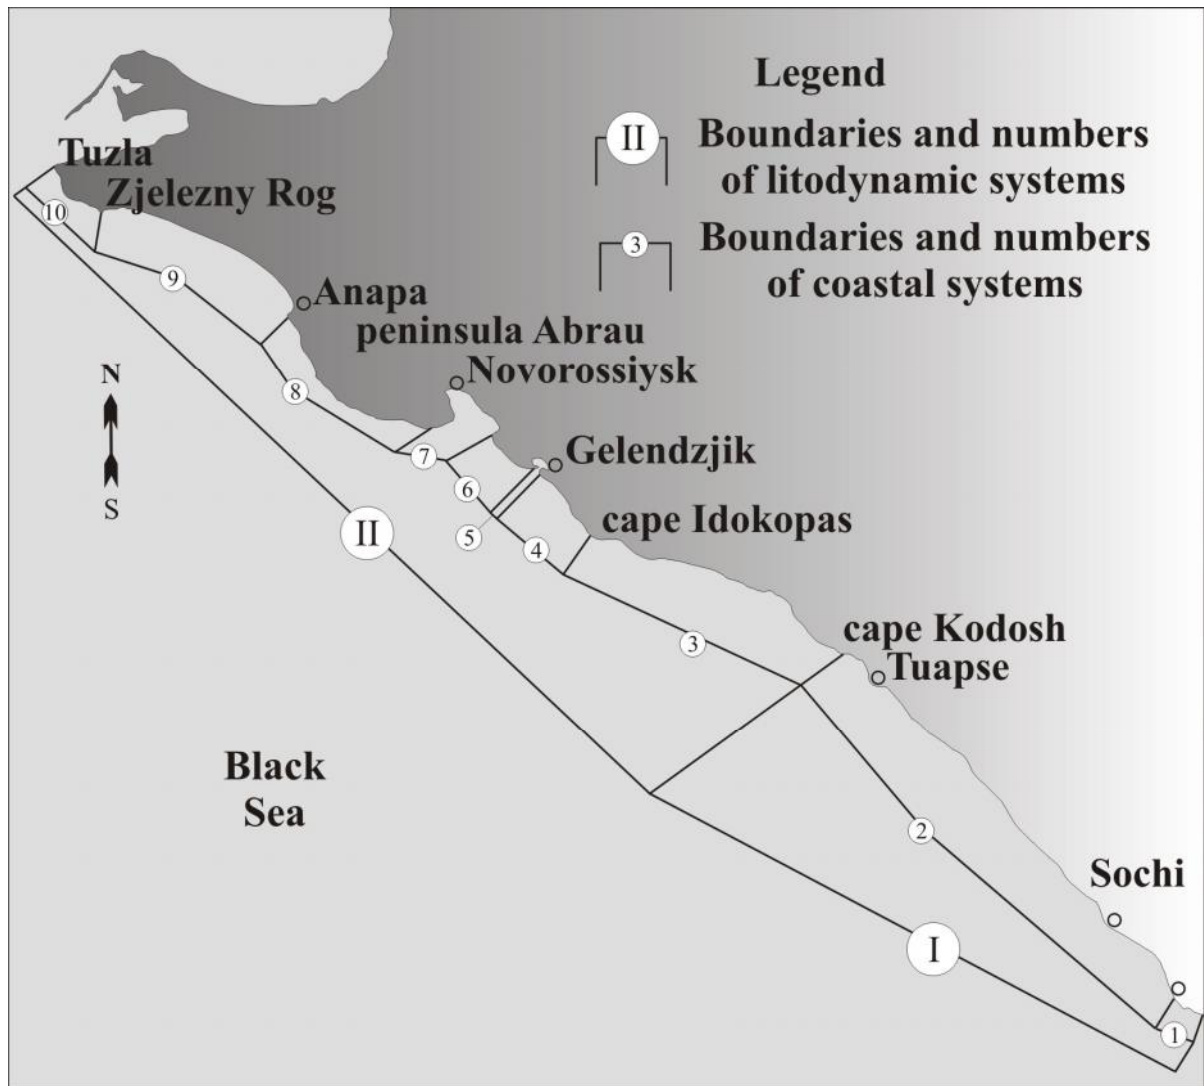 Legend
II
Boundaries and numbers
of litodynamic systems
3
Boundaries and numbers
of coastal systems
Tuzla
Zjelezny Rog
10
9
Anapa
peninsula Abrau
Novorossiysk
N
S
8
7
Gelendzjik
6
5
cape Idokopas
II
4
3
cape Kodosh
Tuapse
Black
Sea
2
Sochi
I
1